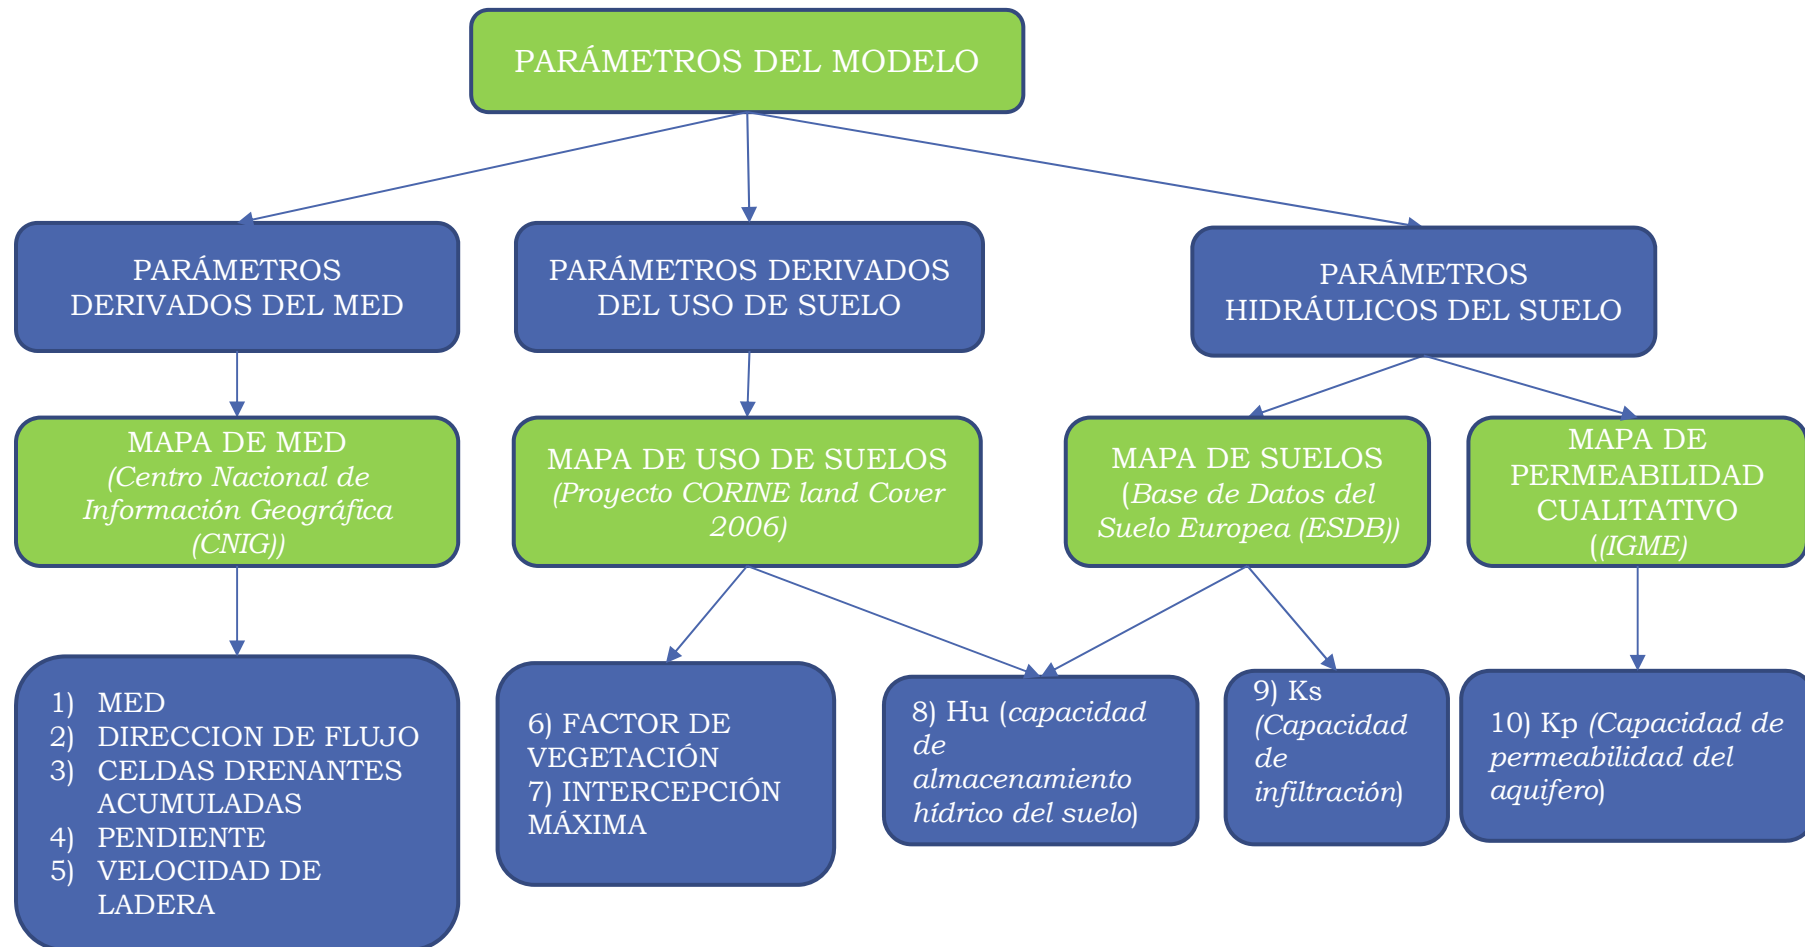 PARÁMETROS DEL MODELO
PARÁMETROS
DERIVADOS DEL MED
PARÁMETROS DERIVADOS
DEL USO DE SUELO
PARÁMETROS
HIDRÁULICOS DEL SUELO
MAPA DE MED
(Centro Nacional de
Información Geográfica
(CNIG))
MAPA DE USO DE SUELOS
(Proyecto CORINE land Cover
2006)
MAPA DE SUELOS
(Base de Datos del
Suelo Europea (ESDB))
MAPA DE
PERMEABILIDAD
CUALITATIVO
((IGME)
1) MED
2) DIRECCION DE FLUJO
3) CELDAS DRENANTES
ACUMULADAS
4) PENDIENTE
5) VELOCIDAD DE
LADERA
6) FACTOR DE
VEGETACIÓN
7) INTERCEPCIÓN
MÁXIMA
8) Hu (capacidad
de
almacenamiento
hídrico del suelo)
9) Ks
(Capacidad
de
infiltración)
10) Kp (Capacidad de
permeabilidad del
aquifero)